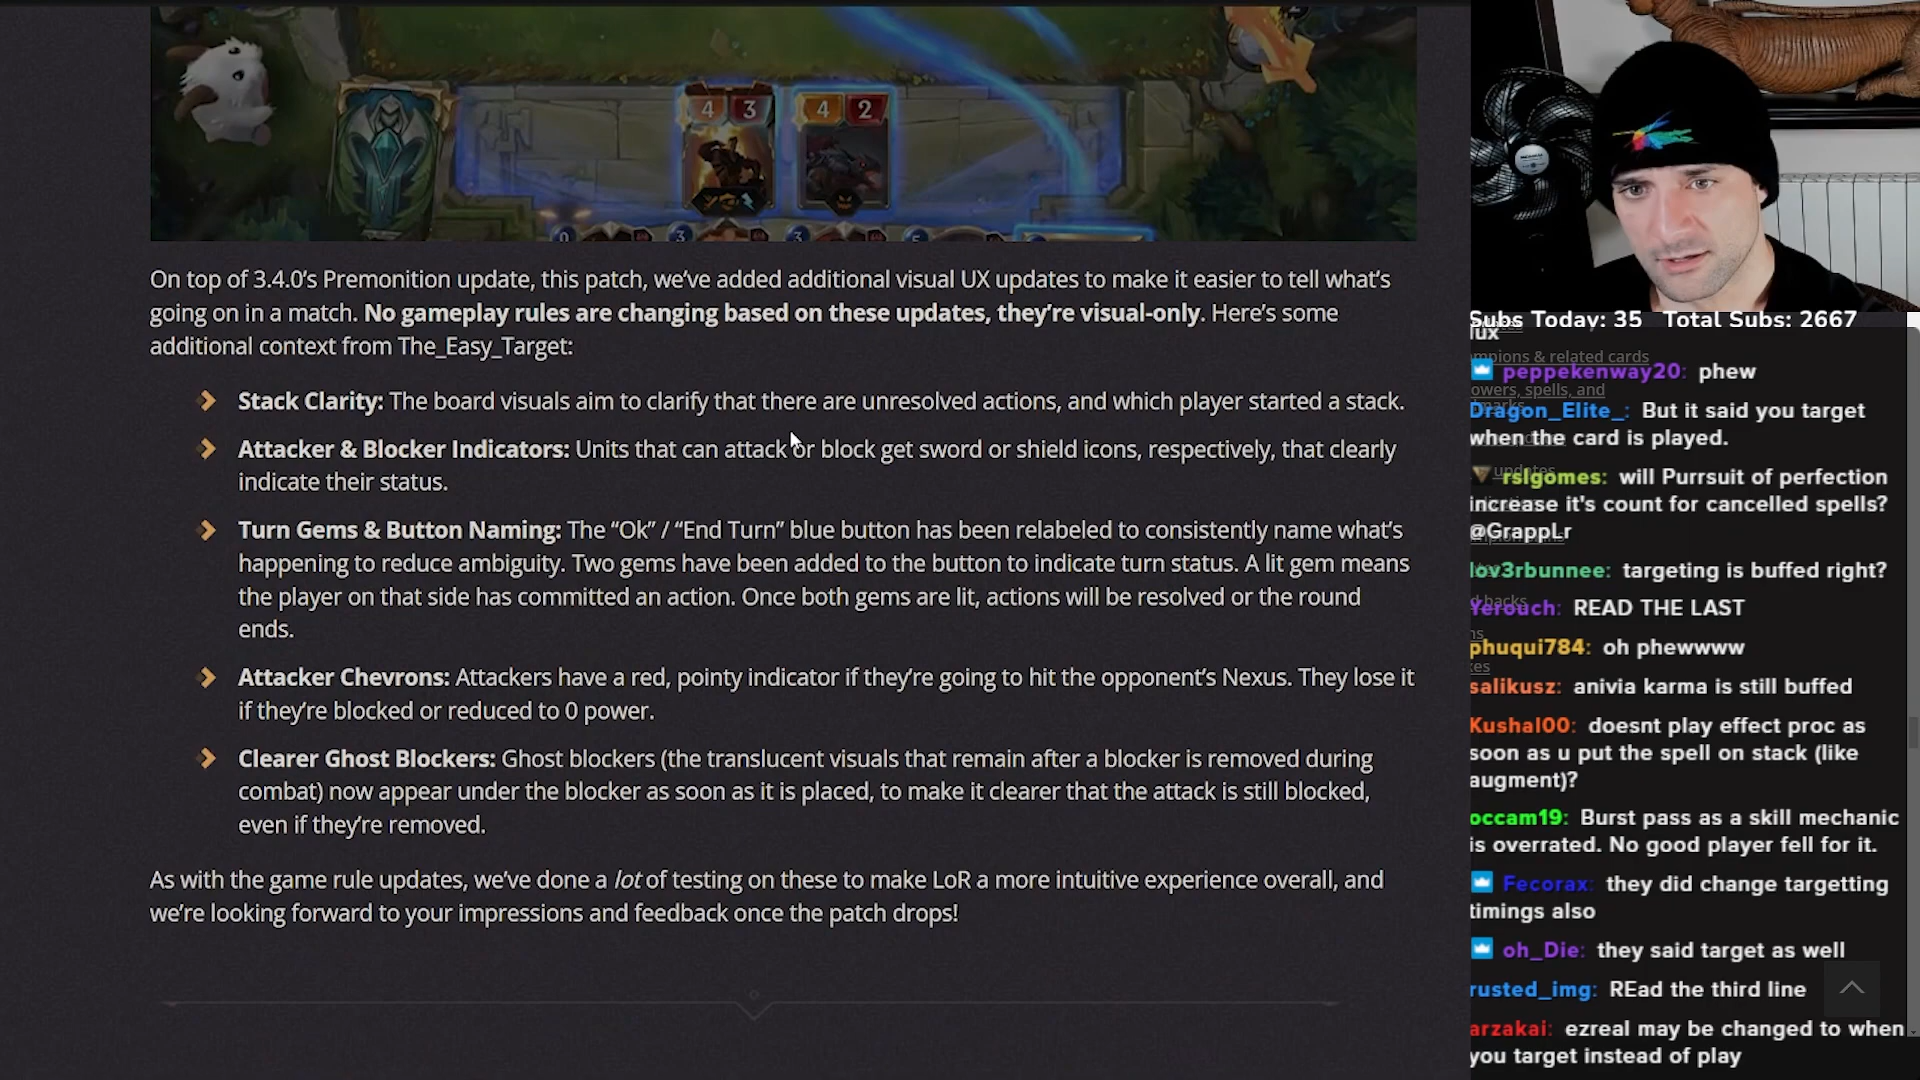 4 3 4 2
0 3 3 5
On top of 3.4.0's Premonition update, this patch, we've added additional visual UX updates to make it easier to tell what's
going on in a match. No gameplay rules are changing based on these updates, they're visual-only. Here's some
additional context from The_Easy_Target:
Stack Clarity: The board visuals aim to clarify that there are unresolved actions, and which player started a stack.
Attacker & Blocker Indicators: Units that can attack or block get sword or shield icons, respectively, that clearly
indicate their status.
Turn Gems & Button Naming: The “Ok” / “End Turn” blue button has been relabeled to consistently name what's
happening to reduce ambiguity. Two gems have been added to the button to indicate turn status. A lit gem means
the player on that side has committed an action. Once both gems are lit, actions will be resolved or the round
ends.
Attacker Chevrons: Attackers have a red, pointy indicator if they're going to hit the opponent's Nexus. They lose it
if they're blocked or reduced to 0 power.
Clearer Ghost Blockers: Ghost blockers (the translucent visuals that remain after a blocker is removed during
combat) now appear under the blocker as soon as it is placed, to make it clearer that the attack is still blocked,
even if they're removed.
As with the game rule updates, we've done a lot of testing on these to make LoR a more intuitive experience overall, and
we're looking forward to your impressions and feedback once the patch drops!
Subs Today: 35 Total Subs: 2667
lux
peppekenway20: phew
Dragon_Elite_: But it said you target
when the card is played.
rslgomes: will Purrsuit of perfection
increase it's count for cancelled spells?
@GrappLr
lov3rbunnee: targeting is buffed right?
Yerouch: READ THE LAST
phuqui784: oh phewwww
salikusz: anivia karma is still buffed
Kushal00: doesnt play effect proc as
soon as u put the spell on stack (like
augment)?
occam19: Burst pass as a skill mechanic
is overrated. No good player fell for it.
Fecorax: they did change targetting
timings also
oh_Die: they said target as well
rusted_img: REad the third line
arzakai: ezreal may be changed to when
you target instead of play